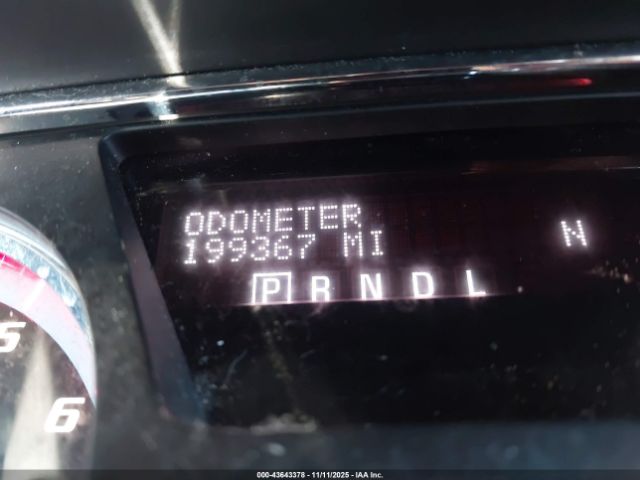 ODOMETER
199367 MI N
P R N D L
5
6
000-43643378 - 11/11/2025 - IAA Inc.